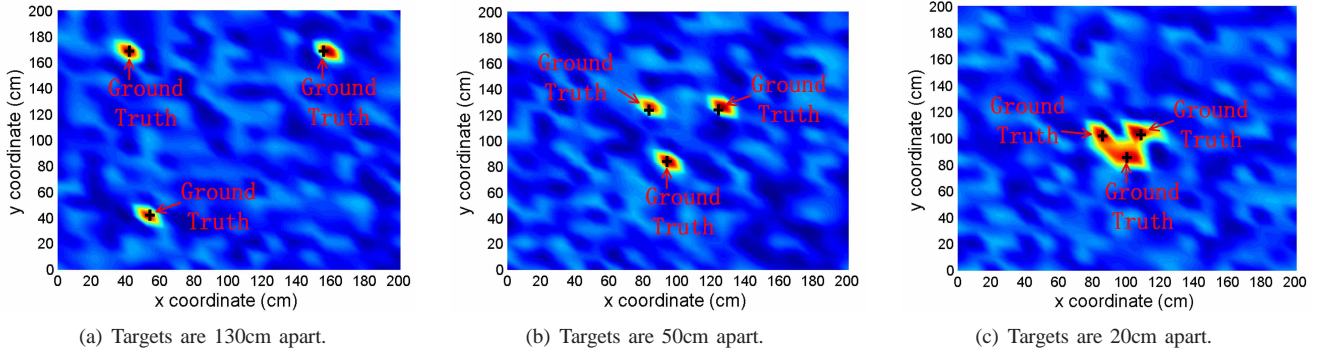 200
180
160
140
120
100
80
60
40
20
0
y coordinate (cm)
Ground
Truth
Ground
Truth
Ground
Truth
0 20 40 60 80 100 120 140 160 180 200
x coordinate (cm)
(a) Targets are 130cm apart.
200
180
160
140
120
100
80
60
40
20
0
y coordinate (cm)
Ground
Truth
Ground
Truth
Ground
Truth
0 20 40 60 80 100 120 140 160 180 200
x coordinate (cm)
(b) Targets are 50cm apart.
200
180
160
140
120
100
80
60
40
20
0
y coordinate (cm)
Ground
Truth
Ground
Truth
Ground
Truth
0 20 40 60 80 100 120 140 160 180 200
x coordinate (cm)
(c) Targets are 20cm apart.